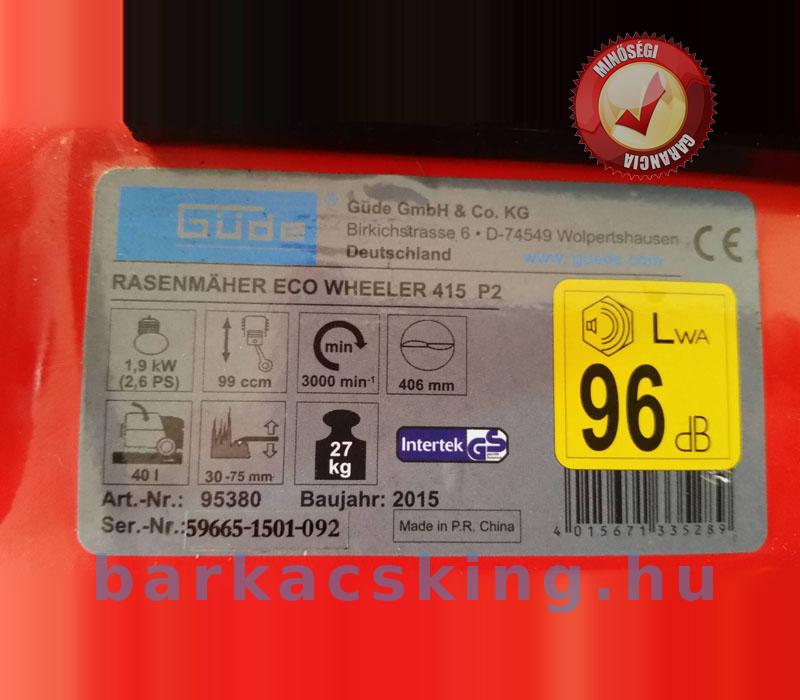 MINŐSÉGI
GARANCIA
Güde ®
Güde GmbH & Co. KG
Birkichstrasse 6 • D-74549 Wolpertshausen
Deutschland
www.guede.com
CE
RASENMÄHER ECO WHEELER 415 P2
1,9 kW
(2,6 PS)
99 ccm
min
3000 min-1
406 mm
LWA
96 dB
40 l
30-75 mm
27
kg
Intertek GS
Art.-Nr.: 95380 Baujahr: 2015
Ser.-Nr.:59665-1501-092
Made in P.R. China
4 015671 335289
barkacsking.hu